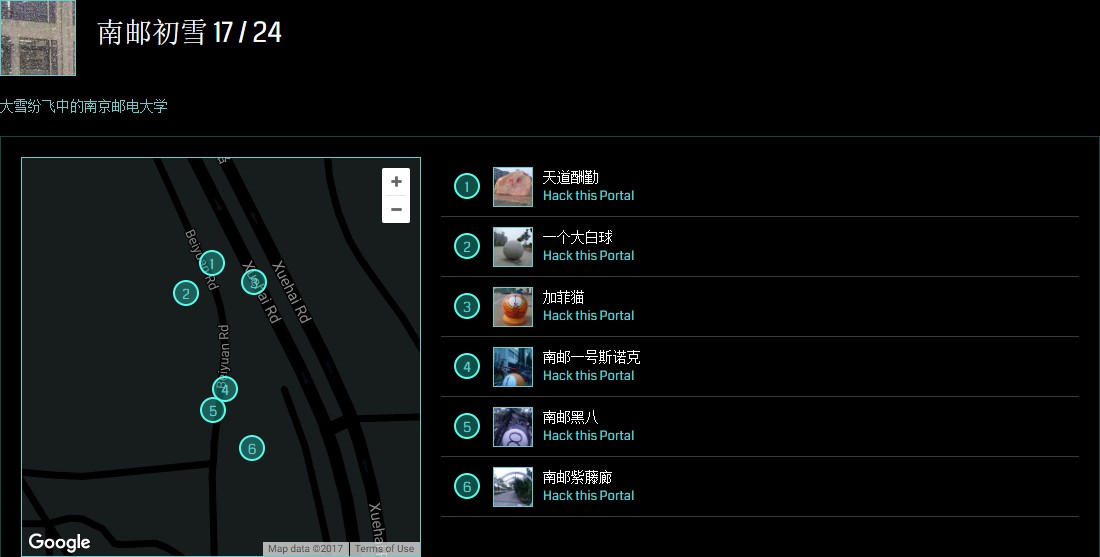 南邮初雪 17 / 24
大雪纷飞中的南京邮电大学
+
−
Beiyuan Rd
Xuehai Rd
Xuehai Rd
Beiyuan Rd
Xueha
1
2
3
4
5
6
Google
Map data ©2017
Terms of Use
1
天道酬勤
Hack this Portal
2
一个大白球
Hack this Portal
3
加菲猫
Hack this Portal
4
南邮一号斯诺克
Hack this Portal
5
南邮黑八
Hack this Portal
6
南邮紫藤廊
Hack this Portal